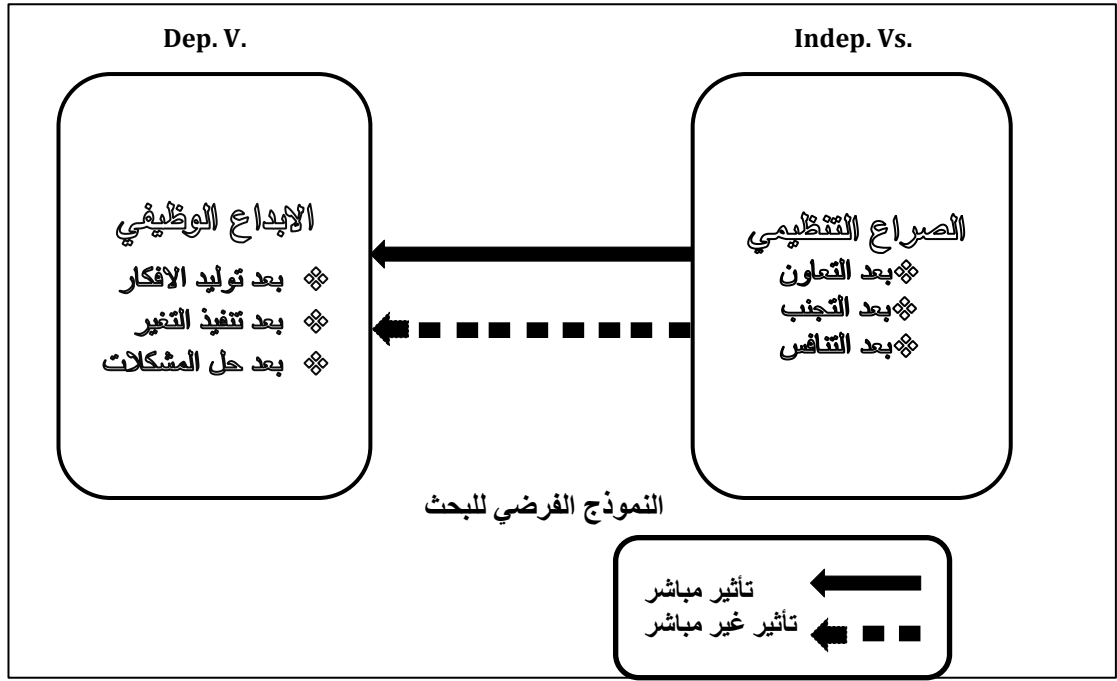 Dep. V.
Indep. Vs.
الصراع التنظيمي
❖بعد التعاون
❖بعد التجنب
❖بعد التنافس
الابداع الوظيفي
❖ بعد توليد الافكار
❖ بعد تنفيذ التغير
❖ بعد حل المشكلات
النموذج الفرضي للبحث
تأثير مباشر
تأثير غير مباشر